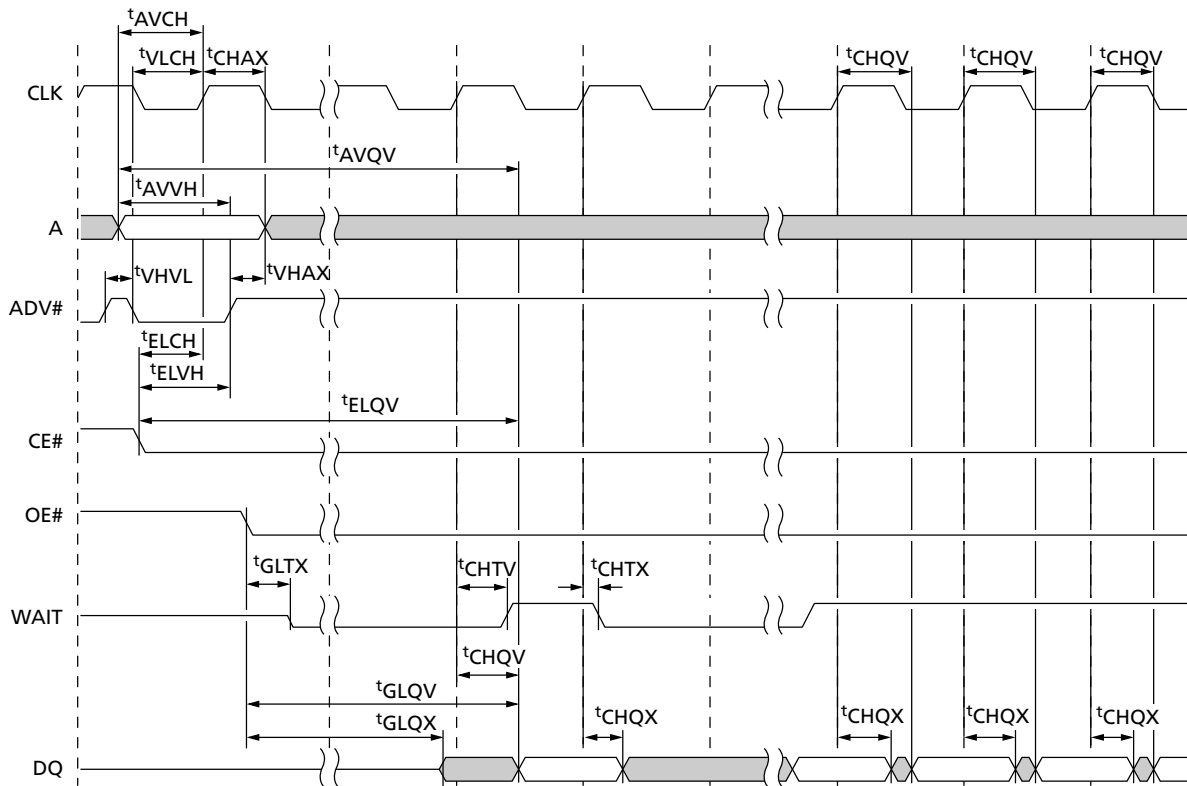 tAVCH
tVLCH
tCHAX
tCHQV
tCHQV
tCHQV
CLK
tAVQV
tAVVH
A
tVHVL
tVHAX
ADV#
tELCH
tELVH
tELQV
CE#
OE#
tGLTX
tCHTV
tCHTX
WAIT
tCHQV
tGLQV
tGLQX
tCHQX
tCHQX
tCHQX
tCHQX
DQ